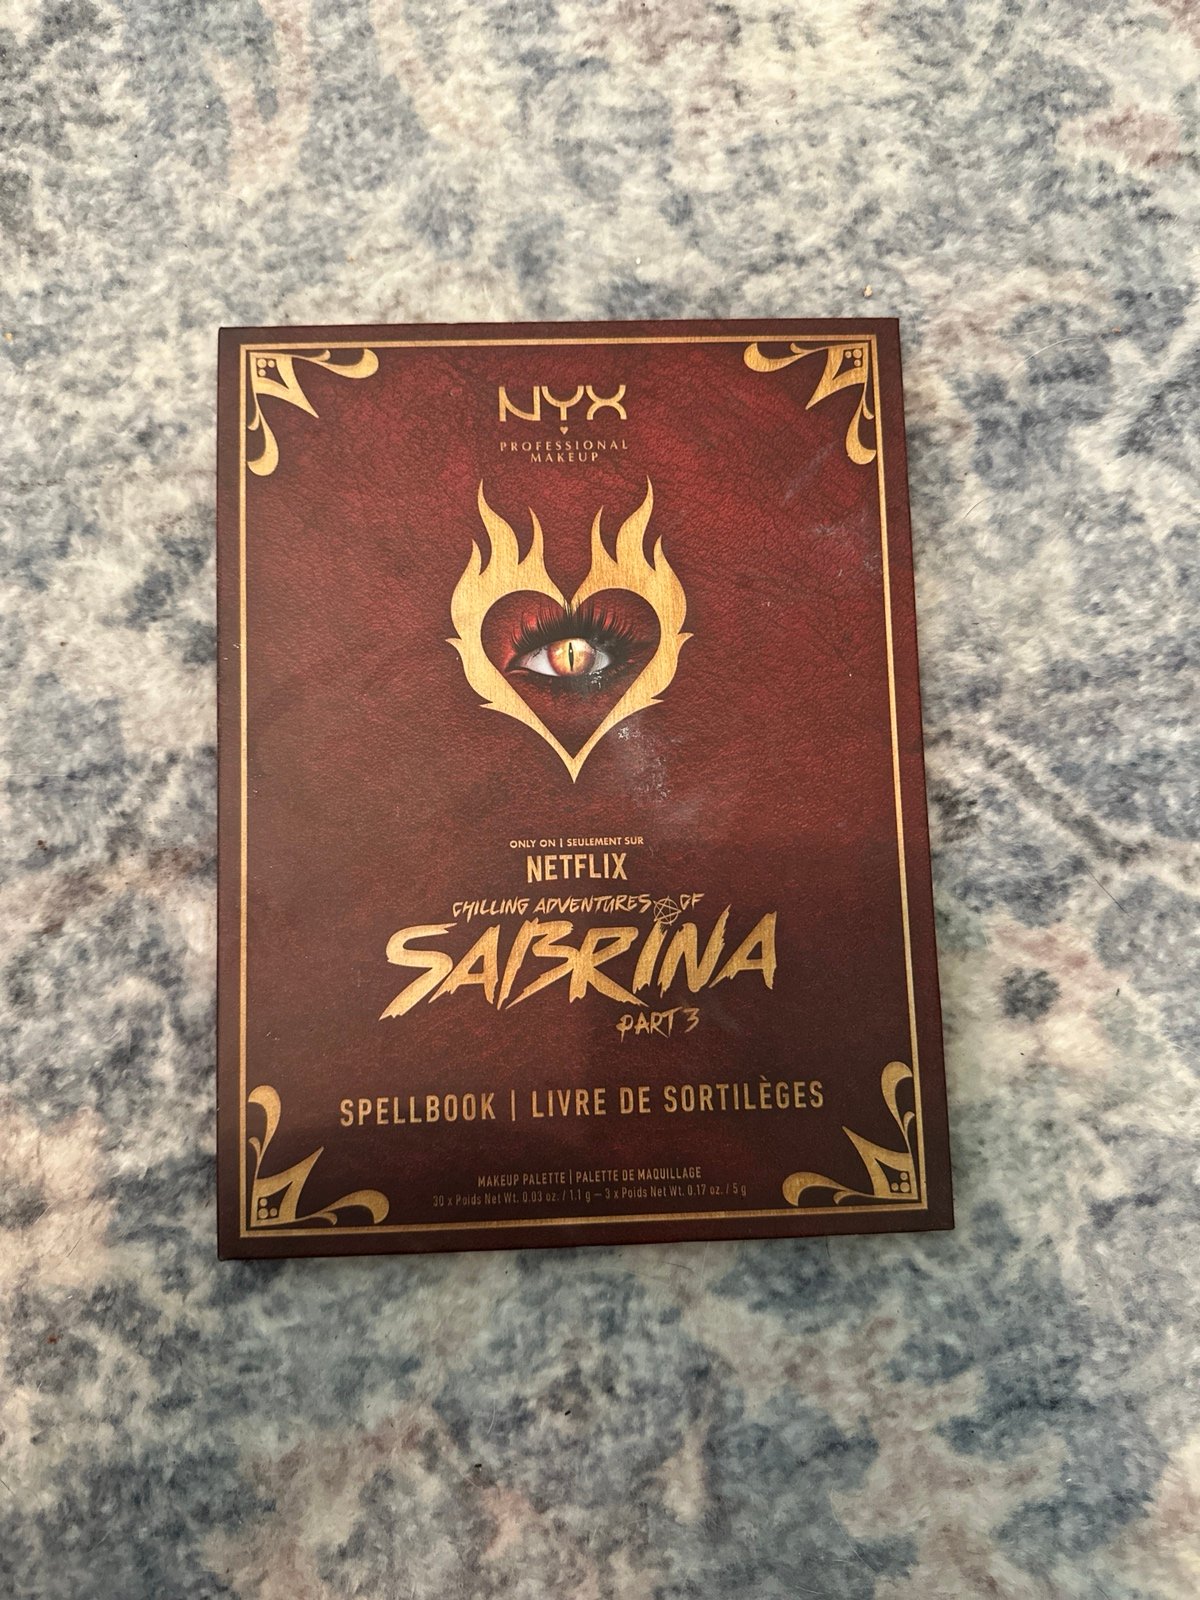 NYX
PROFESSIONAL
MAKEUP
ONLY ON | SEULEMENT SUR
NETFLIX
CHILLING ADVENTURES OF
SABRINA
PART 3
SPELLBOOK | LIVRE DE SORTILÈGES
MAKEUP PALETTE | PALETTE DE MAQUILLAGE
30 x Poids Net Wt. 0.03 oz. / 1.1 g – 3 x Poids Net Wt. 0.17 oz. / 5 g